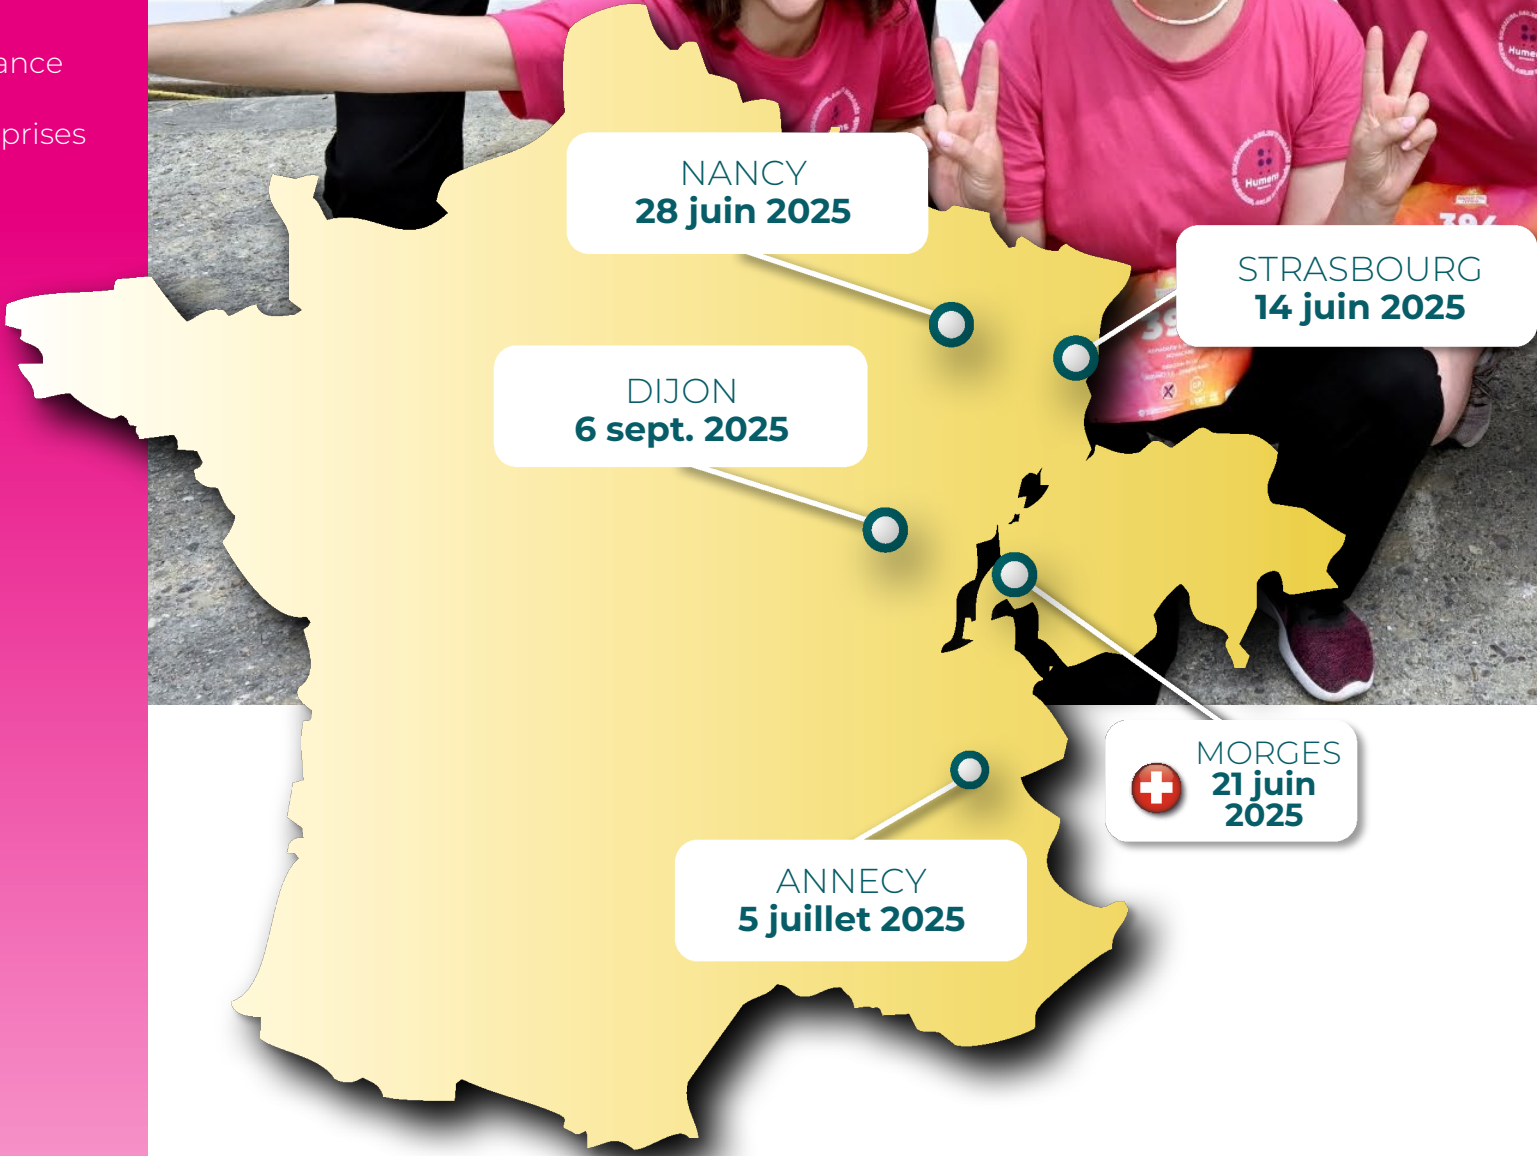 ance
prises
NANCY
28 juin 2025
STRASBOURG
14 juin 2025
DIJON
6 sept. 2025
MORGES
21 juin
2025
ANNECY
5 juillet 2025
Humens